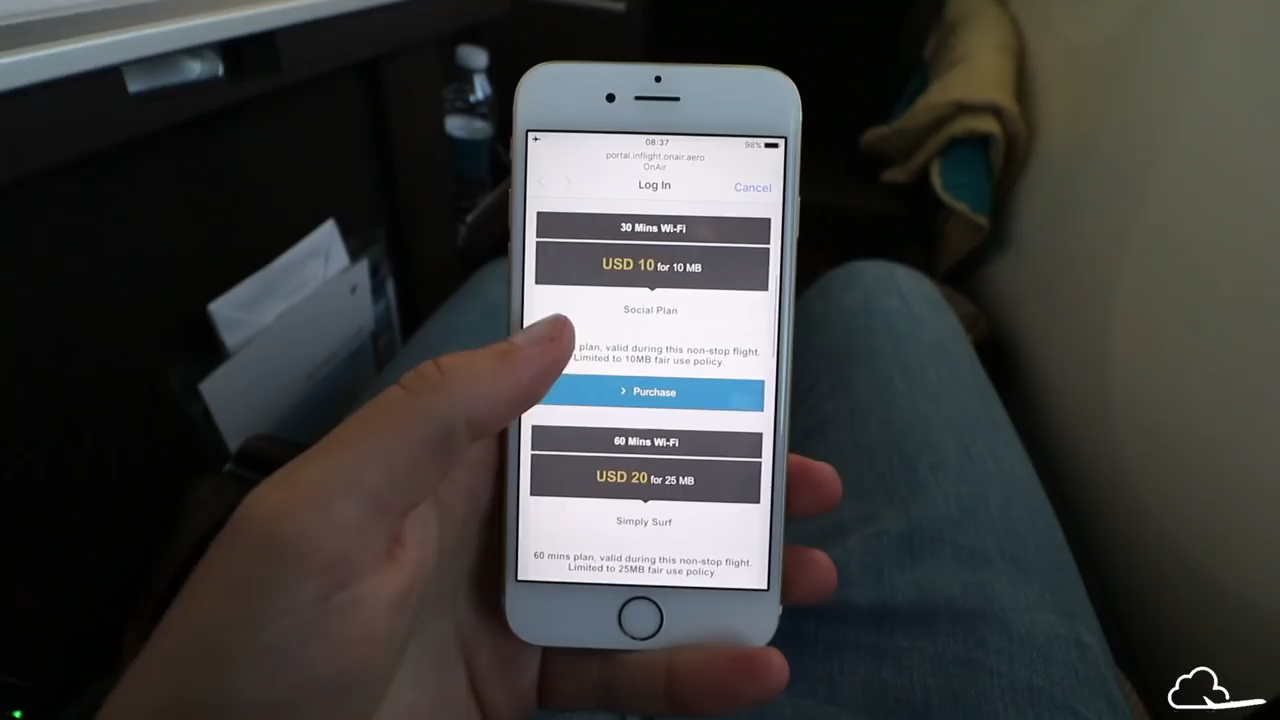 08:37
98%
portal.inflight.onair.aero
OnAir
Log In
Cancel
30 Mins Wi-Fi
USD 10 for 10 MB
Social Plan
plan, valid during this non-stop flight.
Limited to 10MB fair use policy.
> Purchase
60 Mins Wi-Fi
USD 20 for 25 MB
Simply Surf
60 mins plan, valid during this non-stop flight.
Limited to 25MB fair use policy